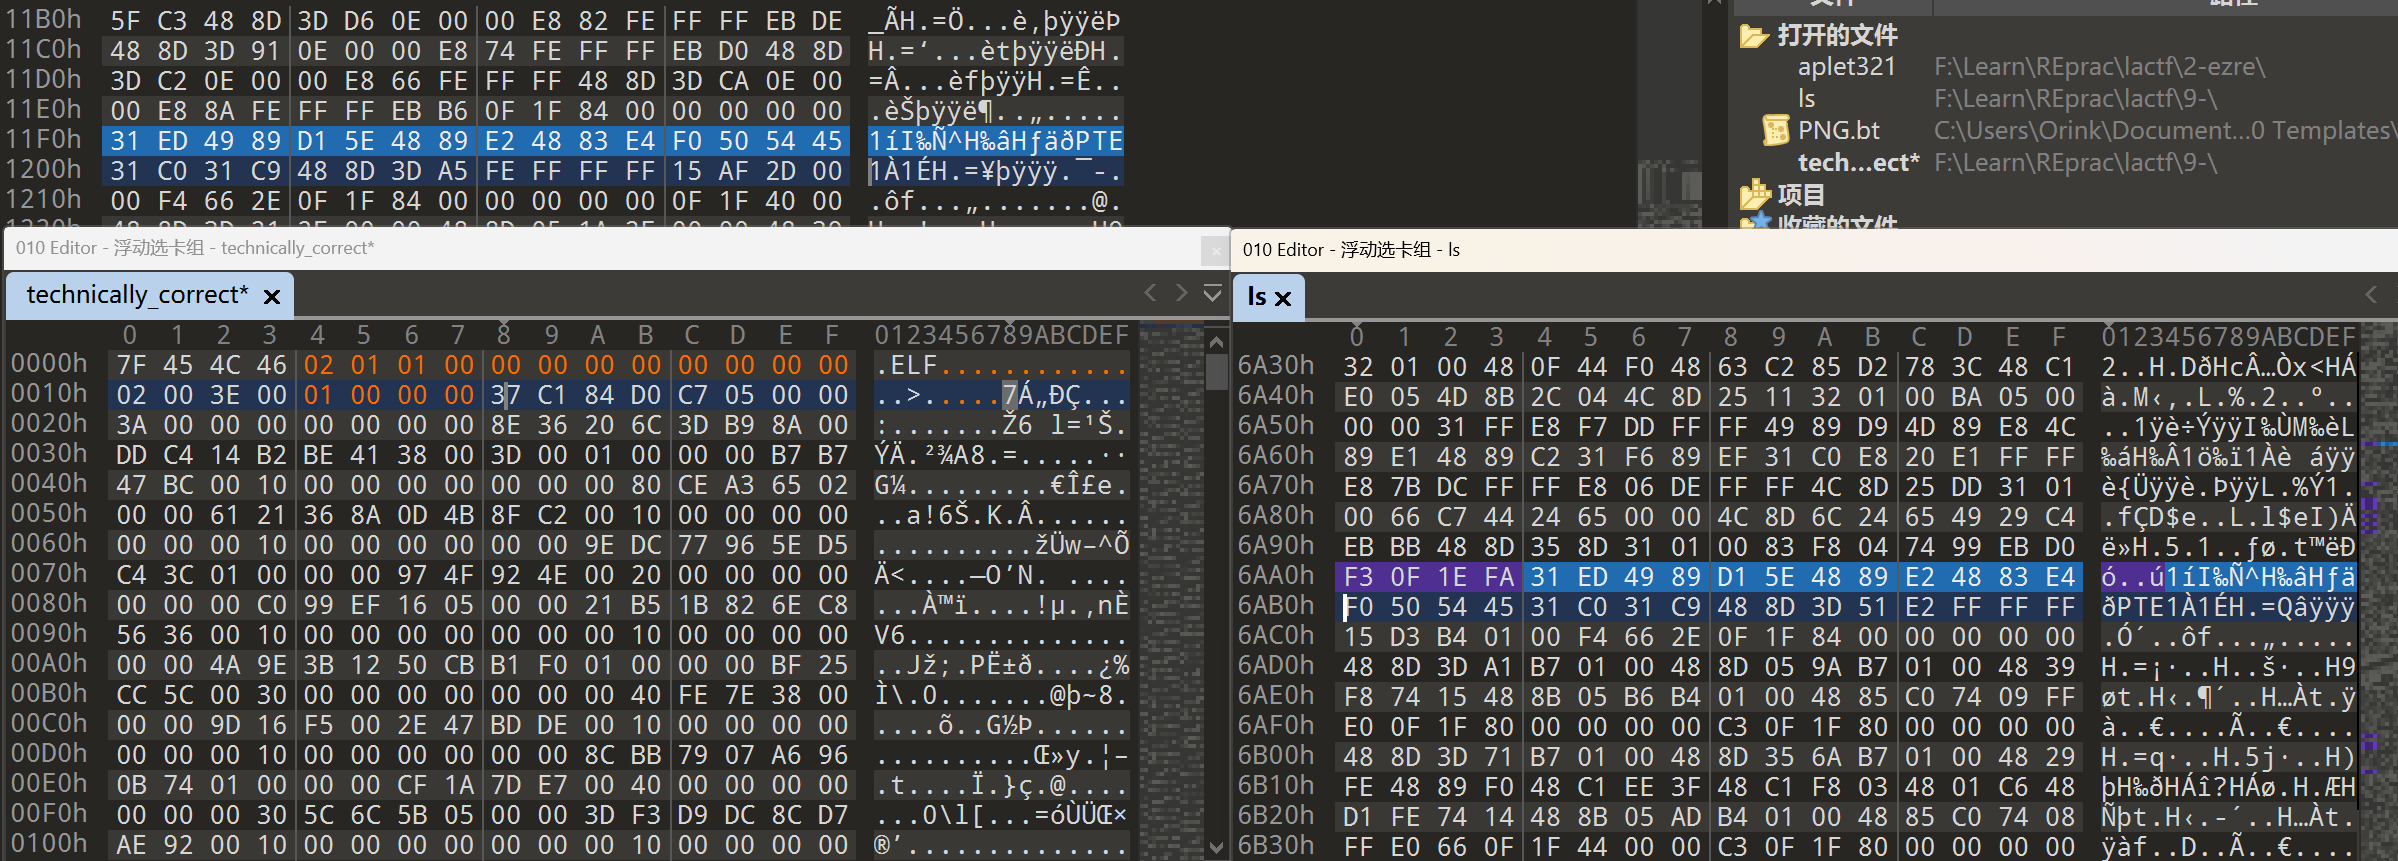 11B0h 5F C3 48 8D 3D D6 0E 00 00 E8 82 FE FF FF EB DE _ÃH.=Ö...è‚þÿÿëÞ
11C0h 48 8D 3D 91 0E 00 00 E8 74 FE FF FF EB D0 48 8D H.=‘...ètþÿÿëÐH.
11D0h 3D C2 0E 00 00 E8 66 FE FF FF 48 8D 3D CA 0E 00 =Â...èfþÿÿH.=Ê..
11E0h 00 E8 8A FE FF FF EB B6 0F 1F 84 00 00 00 00 00 .èŠþÿÿë¶..„.....
11F0h 31 ED 49 89 D1 5E 48 89 E2 48 83 E4 F0 50 54 45 1íI‰Ñ^H‰âHƒäðPTE
1200h 31 C0 31 C9 48 8D 3D A5 FE FF FF FF 15 AF 2D 00 1À1ÉH.=¥þÿÿÿ.¯-.
1210h 00 F4 66 2E 0F 1F 84 00 00 00 00 00 0F 1F 40 00 .ôf...„.......@.
打开的文件
aplet321 F:\Learn\REprac\lactf\2-ezre\
ls F:\Learn\REprac\lactf\9-\
PNG.bt C:\Users\Orink\Document...0 Templates\
tech...ect* F:\Learn\REprac\lactf\9-\
项目
收藏的文件
010 Editor - 浮动选卡组 - technically_correct*
technically_correct*
0 1 2 3 4 5 6 7 8 9 A B C D E F 0123456789ABCDEF
0000h 7F 45 4C 46 02 01 01 00 00 00 00 00 00 00 00 00 .ELF............
0010h 02 00 3E 00 01 00 00 00 37 C1 84 D0 C7 05 00 00 ..>.....7Á„ÐÇ...
0020h 3A 00 00 00 00 00 00 00 8E 36 20 6C 3D B9 8A 00 :.......Ž6 l=¹Š.
0030h DD C4 14 B2 BE 41 38 00 3D 00 01 00 00 00 B7 B7 ÝÄ.²¾A8.=.....··
0040h 47 BC 00 10 00 00 00 00 00 00 80 CE A3 65 02 G¼........€Î£e.
0050h 00 00 61 21 36 8A 0D 4B 8F C2 00 10 00 00 00 00 ..a!6Š.K.Â......
0060h 00 00 00 10 00 00 00 00 00 9E DC 77 96 5E D5 ..........žÜw–^Õ
0070h C4 3C 01 00 00 00 00 97 4F 92 4E 00 20 00 00 00 Ä<.....—O’N. ....
0080h 00 00 00 C0 99 EF 16 05 00 00 21 B5 1B 82 6E C8 ...À™ï....!µ.‚nÈ
0090h 56 36 00 10 00 00 00 00 00 00 00 00 00 00 00 00 V6..............
00A0h 00 00 4A 9E 3B 12 50 CB B1 F0 01 00 00 00 BF 25 ..Jž;.PË±ð....¿%
00B0h CC 5C 00 30 00 00 00 00 00 00 00 40 FE 7E 38 00 Ì\.0.......@þ~8.
00C0h 00 00 9D 16 F5 00 2E 47 BD DE 00 10 00 00 00 00 ....õ..G½Þ......
00D0h 00 00 00 10 00 00 00 00 00 00 8C BB 79 07 A6 96 ..........Œ»y.¦–
00E0h 0B 74 01 00 00 00 CF 1A 7D E7 00 40 00 00 00 00 .t....Ï.}ç.@....
00F0h 00 00 00 30 5C 6C 5B 05 00 00 3D F3 D9 DC 8C D7 ...0\l[...=óÙÜŒ×
0100h AE 92 00 10 00 00 00 00 00 00 00 10 00 00 00 00 ®’..............
010 Editor - 浮动选卡组 - ls
ls
0 1 2 3 4 5 6 7 8 9 A B C D E F 0123456789ABCDEF
6A30h 32 01 00 48 0F 44 F0 48 63 C2 85 D2 78 3C 48 C1 2..H.DðHcÂ…Òx<HÁ
6A40h E0 05 4D 8B 2C 04 4C 8D 25 11 32 01 00 BA 05 00 à.M‹,.L.%.2..º..
6A50h 00 00 31 FF E8 F7 DD FF FF 49 89 D9 4D 89 E8 4C ..1ÿè÷ÝÿÿI‰ÙM‰èL
6A60h 89 E1 48 89 C2 31 F6 89 EF 31 C0 E8 20 E1 FF FF ‰áH‰Â1ö‰ï1Àè áÿÿ
6A70h E8 7B DC FF FF E8 06 DE FF FF 4C 8D 25 DD 31 01 è{Üÿÿè.ÞÿÿL.%Ý1.
6A80h 00 66 C7 44 24 65 00 00 4C 8D 6C 24 65 49 29 C4 .fÇD$e..L.l$eI)Ä
6A90h EB BB 48 8D 35 8D 31 01 00 83 F8 04 74 99 EB D0 ë»H.5.1..ƒø.t™ëÐ
6AA0h F3 0F 1E FA 31 ED 49 89 D1 5E 48 89 E2 48 83 E4 ó..ú1íI‰Ñ^H‰âHƒä
6AB0h F0 50 54 45 31 C0 31 C9 48 8D 3D 51 E2 FF FF FF ðPTE1À1ÉH.=Qâÿÿÿ
6AC0h 15 D3 B4 01 00 F4 66 2E 0F 1F 84 00 00 00 00 00 .Ó´..ôf...„.....
6AD0h 48 8D 3D A1 B7 01 00 48 8D 05 9A B7 01 00 48 39 H.=¡·..H..š·..H9
6AE0h F8 74 15 48 8B 05 B6 B4 01 00 48 85 C0 74 09 FF øt.H‹.¶´..H…Àt.ÿ
6AF0h E0 0F 1F 80 00 00 00 00 C3 0F 1F 80 00 00 00 00 à..€....Ã..€....
6B00h 48 8D 3D 71 B7 01 00 48 8D 35 6A B7 01 00 48 29 H.=q·..H.5j·..H)
6B10h FE 48 89 F0 48 C1 EE 3F 48 C1 F8 03 48 01 C6 48 þH‰ðHÁî?HÁø.H.ÆH
6B20h D1 FE 74 14 48 8B 05 AD B4 01 00 48 85 C0 74 08 Ñþt.H‹.-´..H…Àt.
6B30h FF E0 66 0F 1F 44 00 00 C3 0F 1F 80 00 00 00 00 ÿàf..D..Ã..€....